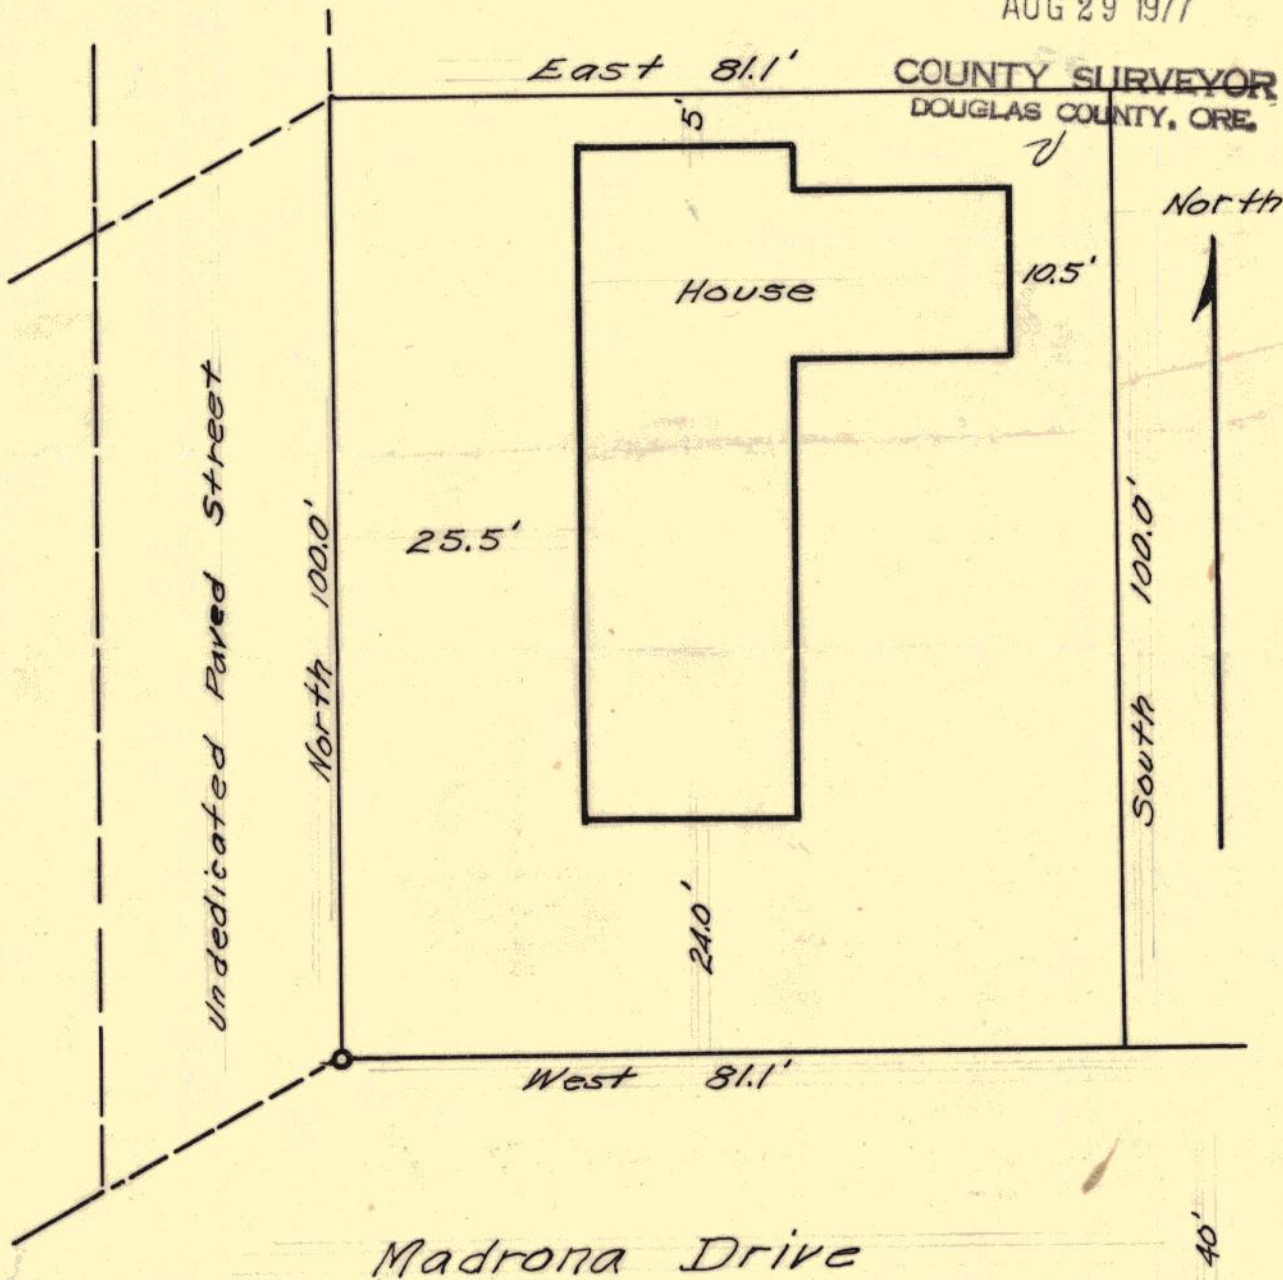 AUG 29 1977
East 81.1'
COUNTY SURVEYOR
DOUGLAS COUNTY, ORE.
5'
North
10.5'
House
Undedicated Paved Street
North 100.0'
25.5'
South 100.0'
24.0'
West 81.1'
Madrona Drive
40'